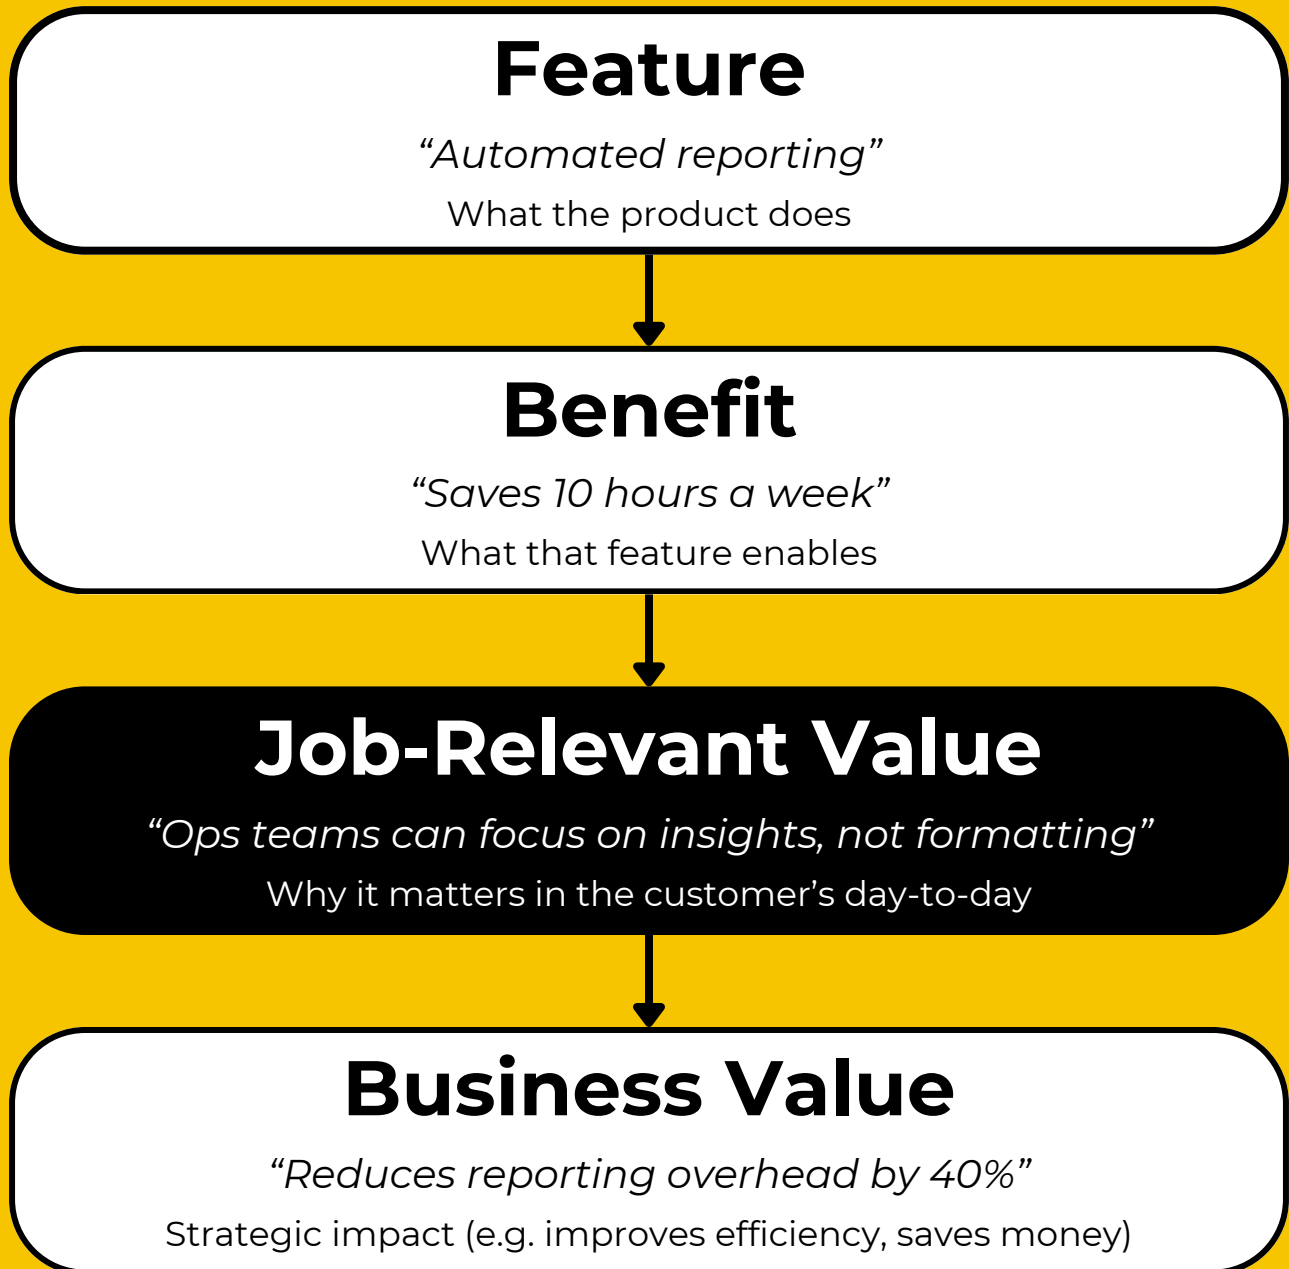 Feature
“Automated reporting”
What the product does
Benefit
“Saves 10 hours a week”
What that feature enables
Job-Relevant Value
“Ops teams can focus on insights, not formatting”
Why it matters in the customer’s day-to-day
Business Value
“Reduces reporting overhead by 40%”
Strategic impact (e.g. improves efficiency, saves money)